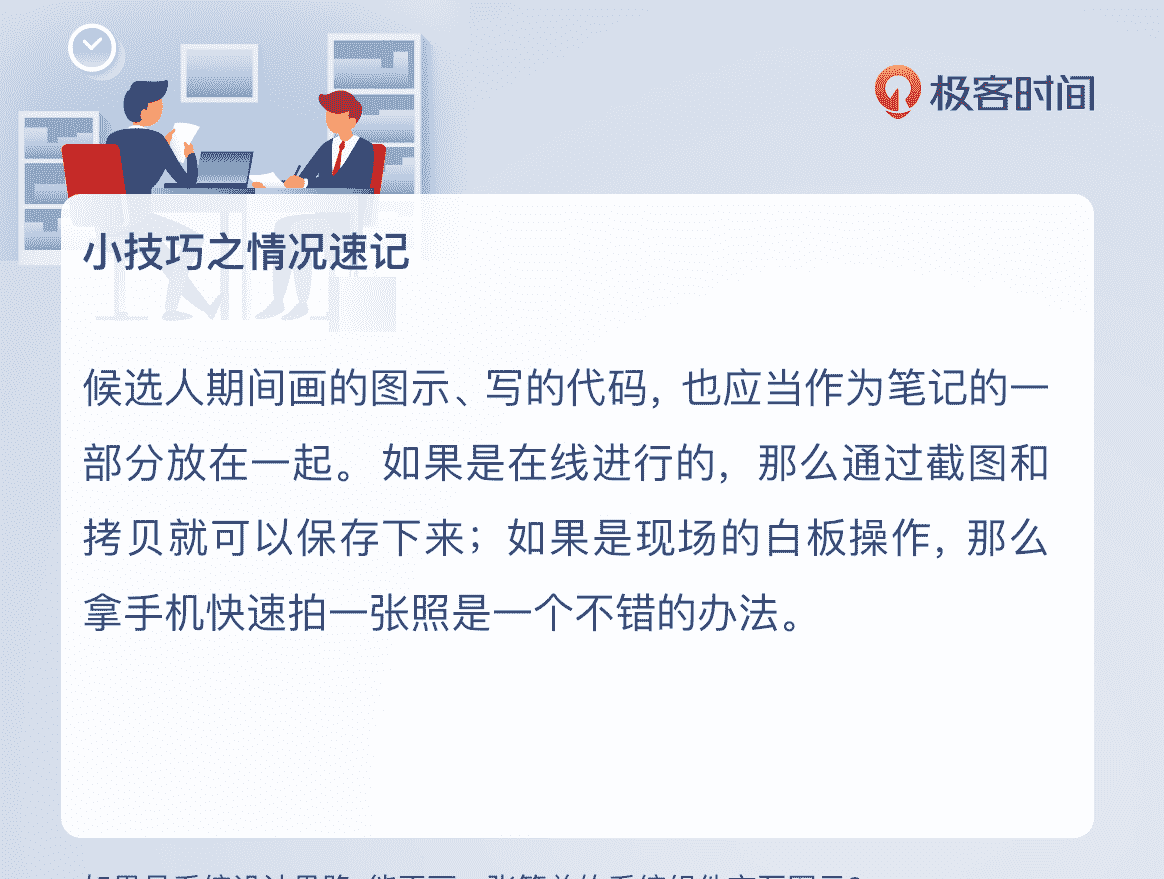 极客时间
小技巧之情况速记
候选人期间画的图示、写的代码，也应当作为笔记的一
部分放在一起。如果是在线进行的，那么通过截图和
拷贝就可以保存下来；如果是现场的白板操作，那么
拿手机快速拍一张照是一个不错的办法。